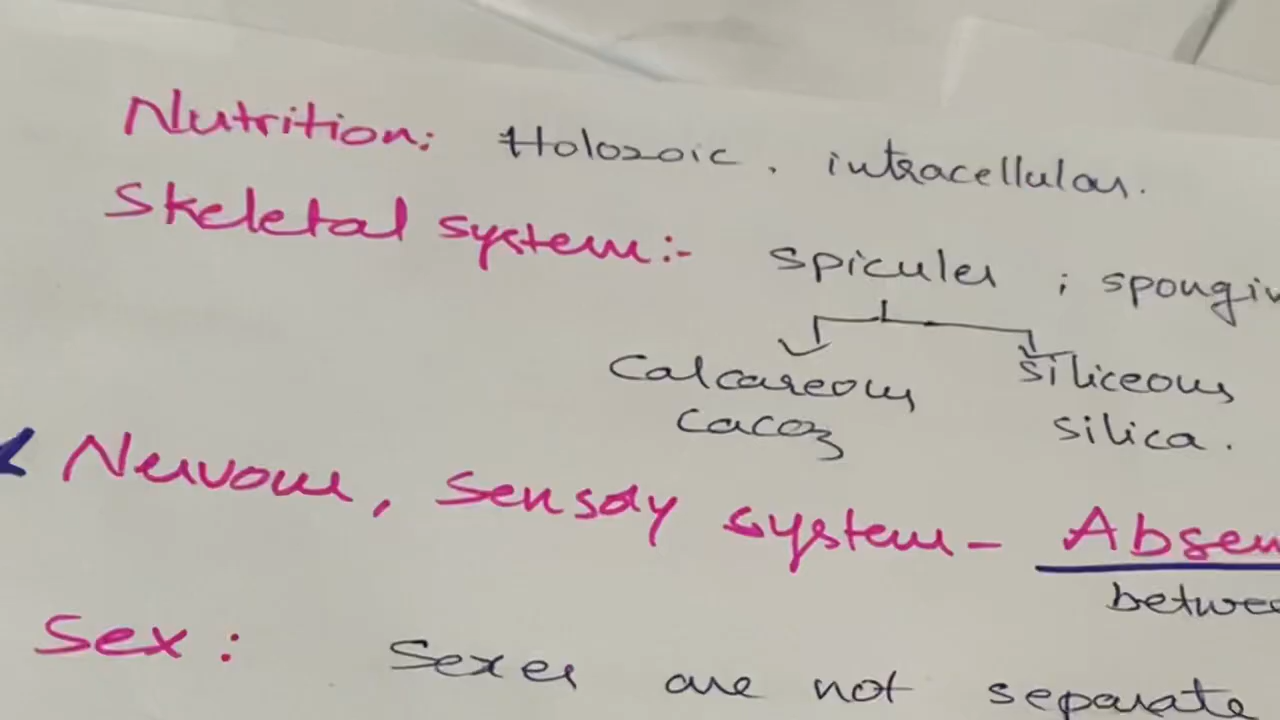 Nutrition: Holozoic. intracellular.
Skeletal system:- spicules ; spongin
Calcareous siliceous
CaCO3 silica.
Nervous, Sensory system - Absen
betwee
Sex: Sexes are not separate